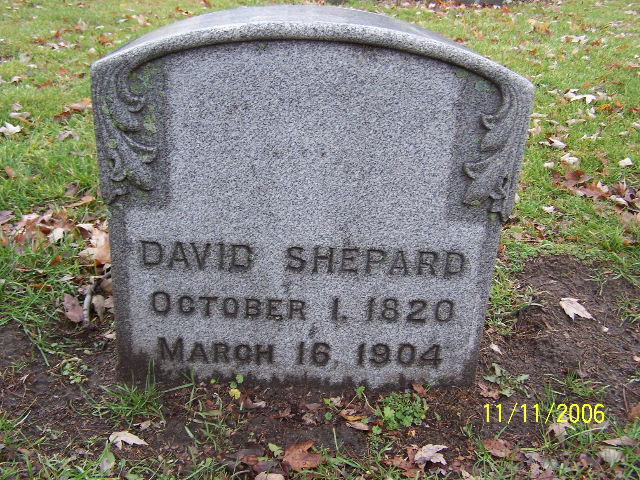 DAVID SHEPARD
OCTOBER 1. 1820
MARCH 16. 1904
11/11/2006